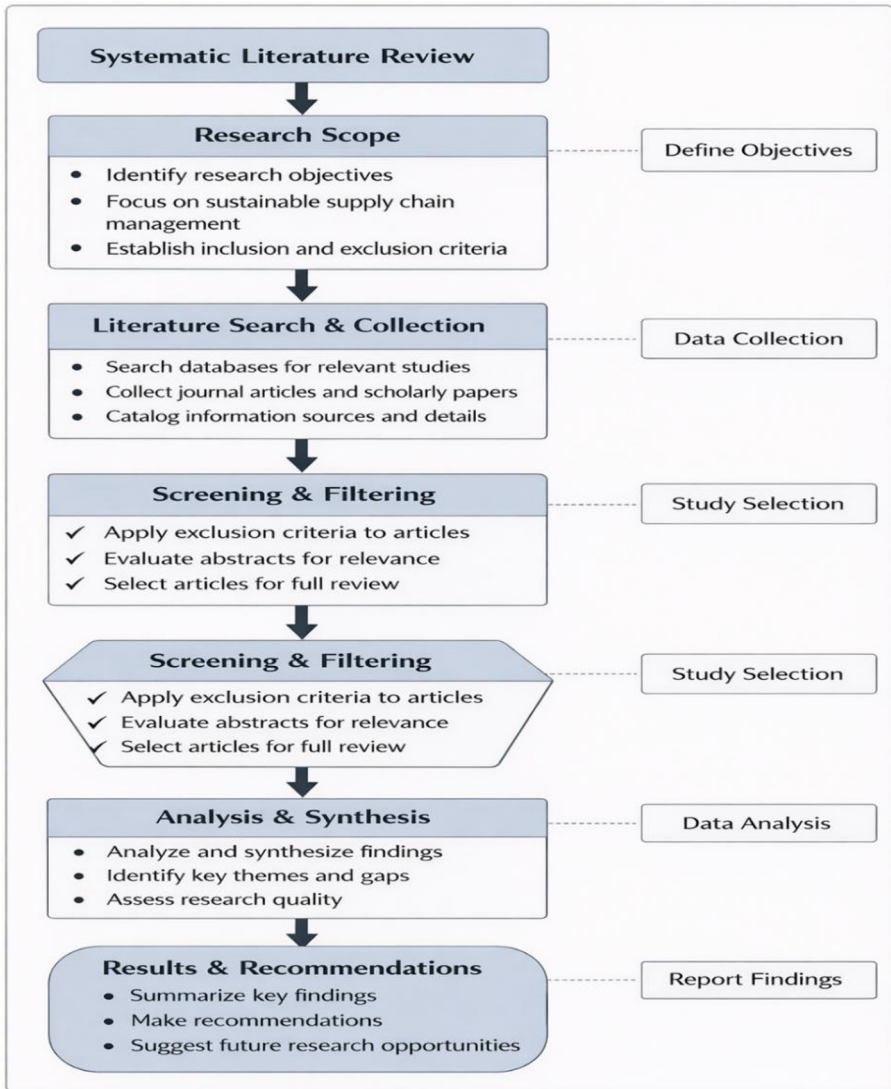 Systematic Literature Review
Research Scope
• Identify research objectives
• Focus on sustainable supply chain
management
• Establish inclusion and exclusion criteria
Define Objectives
Literature Search & Collection
• Search databases for relevant studies
• Collect journal articles and scholarly papers
• Catalog information sources and details
Data Collection
Screening & Filtering
✓ Apply exclusion criteria to articles
✓ Evaluate abstracts for relevance
✓ Select articles for full review
Study Selection
Screening & Filtering
✓ Apply exclusion criteria to articles
✓ Evaluate abstracts for relevance
✓ Select articles for full review
Study Selection
Analysis & Synthesis
• Analyze and synthesize findings
• Identify key themes and gaps
• Assess research quality
Data Analysis
Results & Recommendations
• Summarize key findings
• Make recommendations
• Suggest future research opportunities
Report Findings